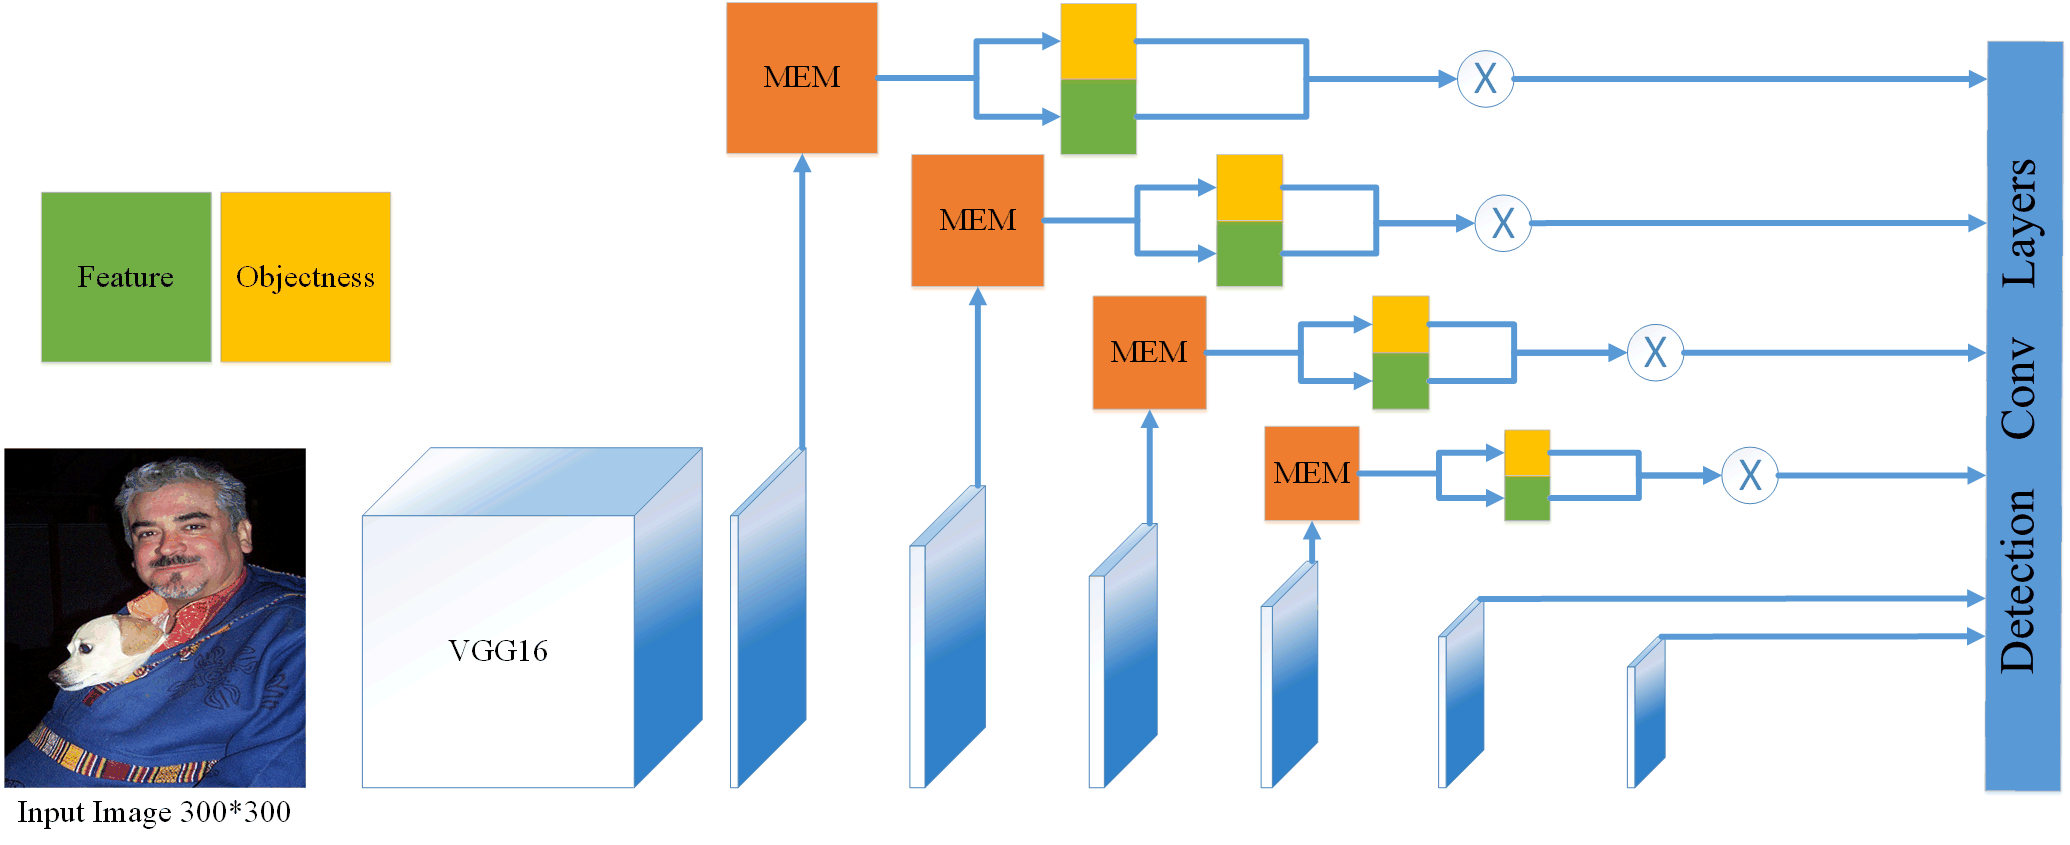 MEM
MEM
Feature
Objectness
MEM
MEM
VGG16
Input Image 300*300
X
X
X
X
Detection Conv Layers